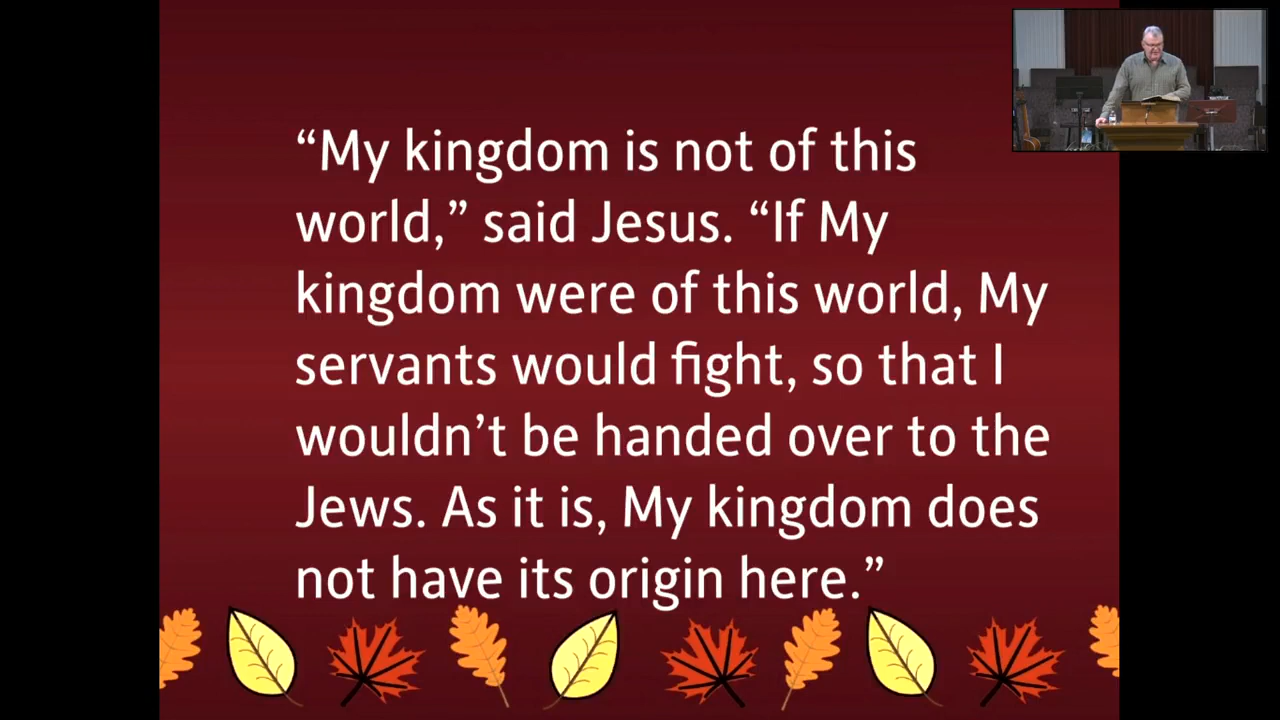 “My kingdom is not of this
world,” said Jesus. “If My
kingdom were of this world, My
servants would fight, so that I
wouldn’t be handed over to the
Jews. As it is, My kingdom does
not have its origin here.”